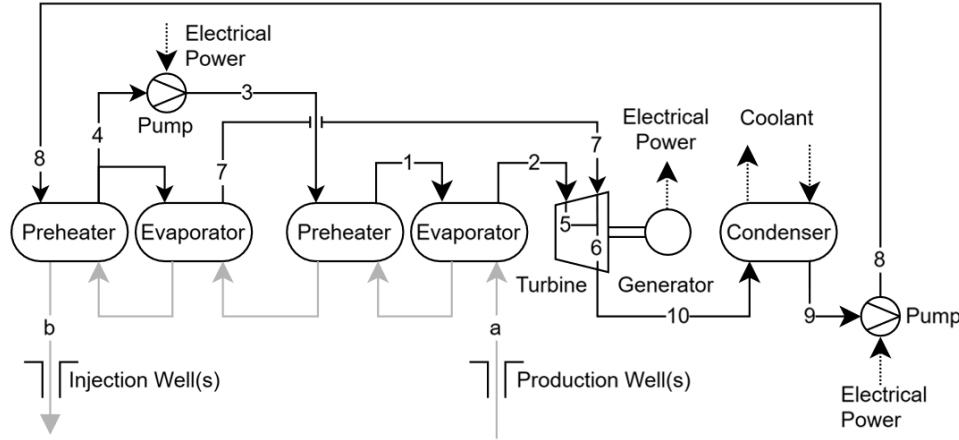 Electrical
Power
3
Pump
4
Electrical
Power
Coolant
8
7
1
2
7
Preheater
Evaporator
Preheater
Evaporator
5
6
Condenser
8
Turbine
Generator
b
a
10
9
Pump
Injection Well(s)
Production Well(s)
Electrical
Power